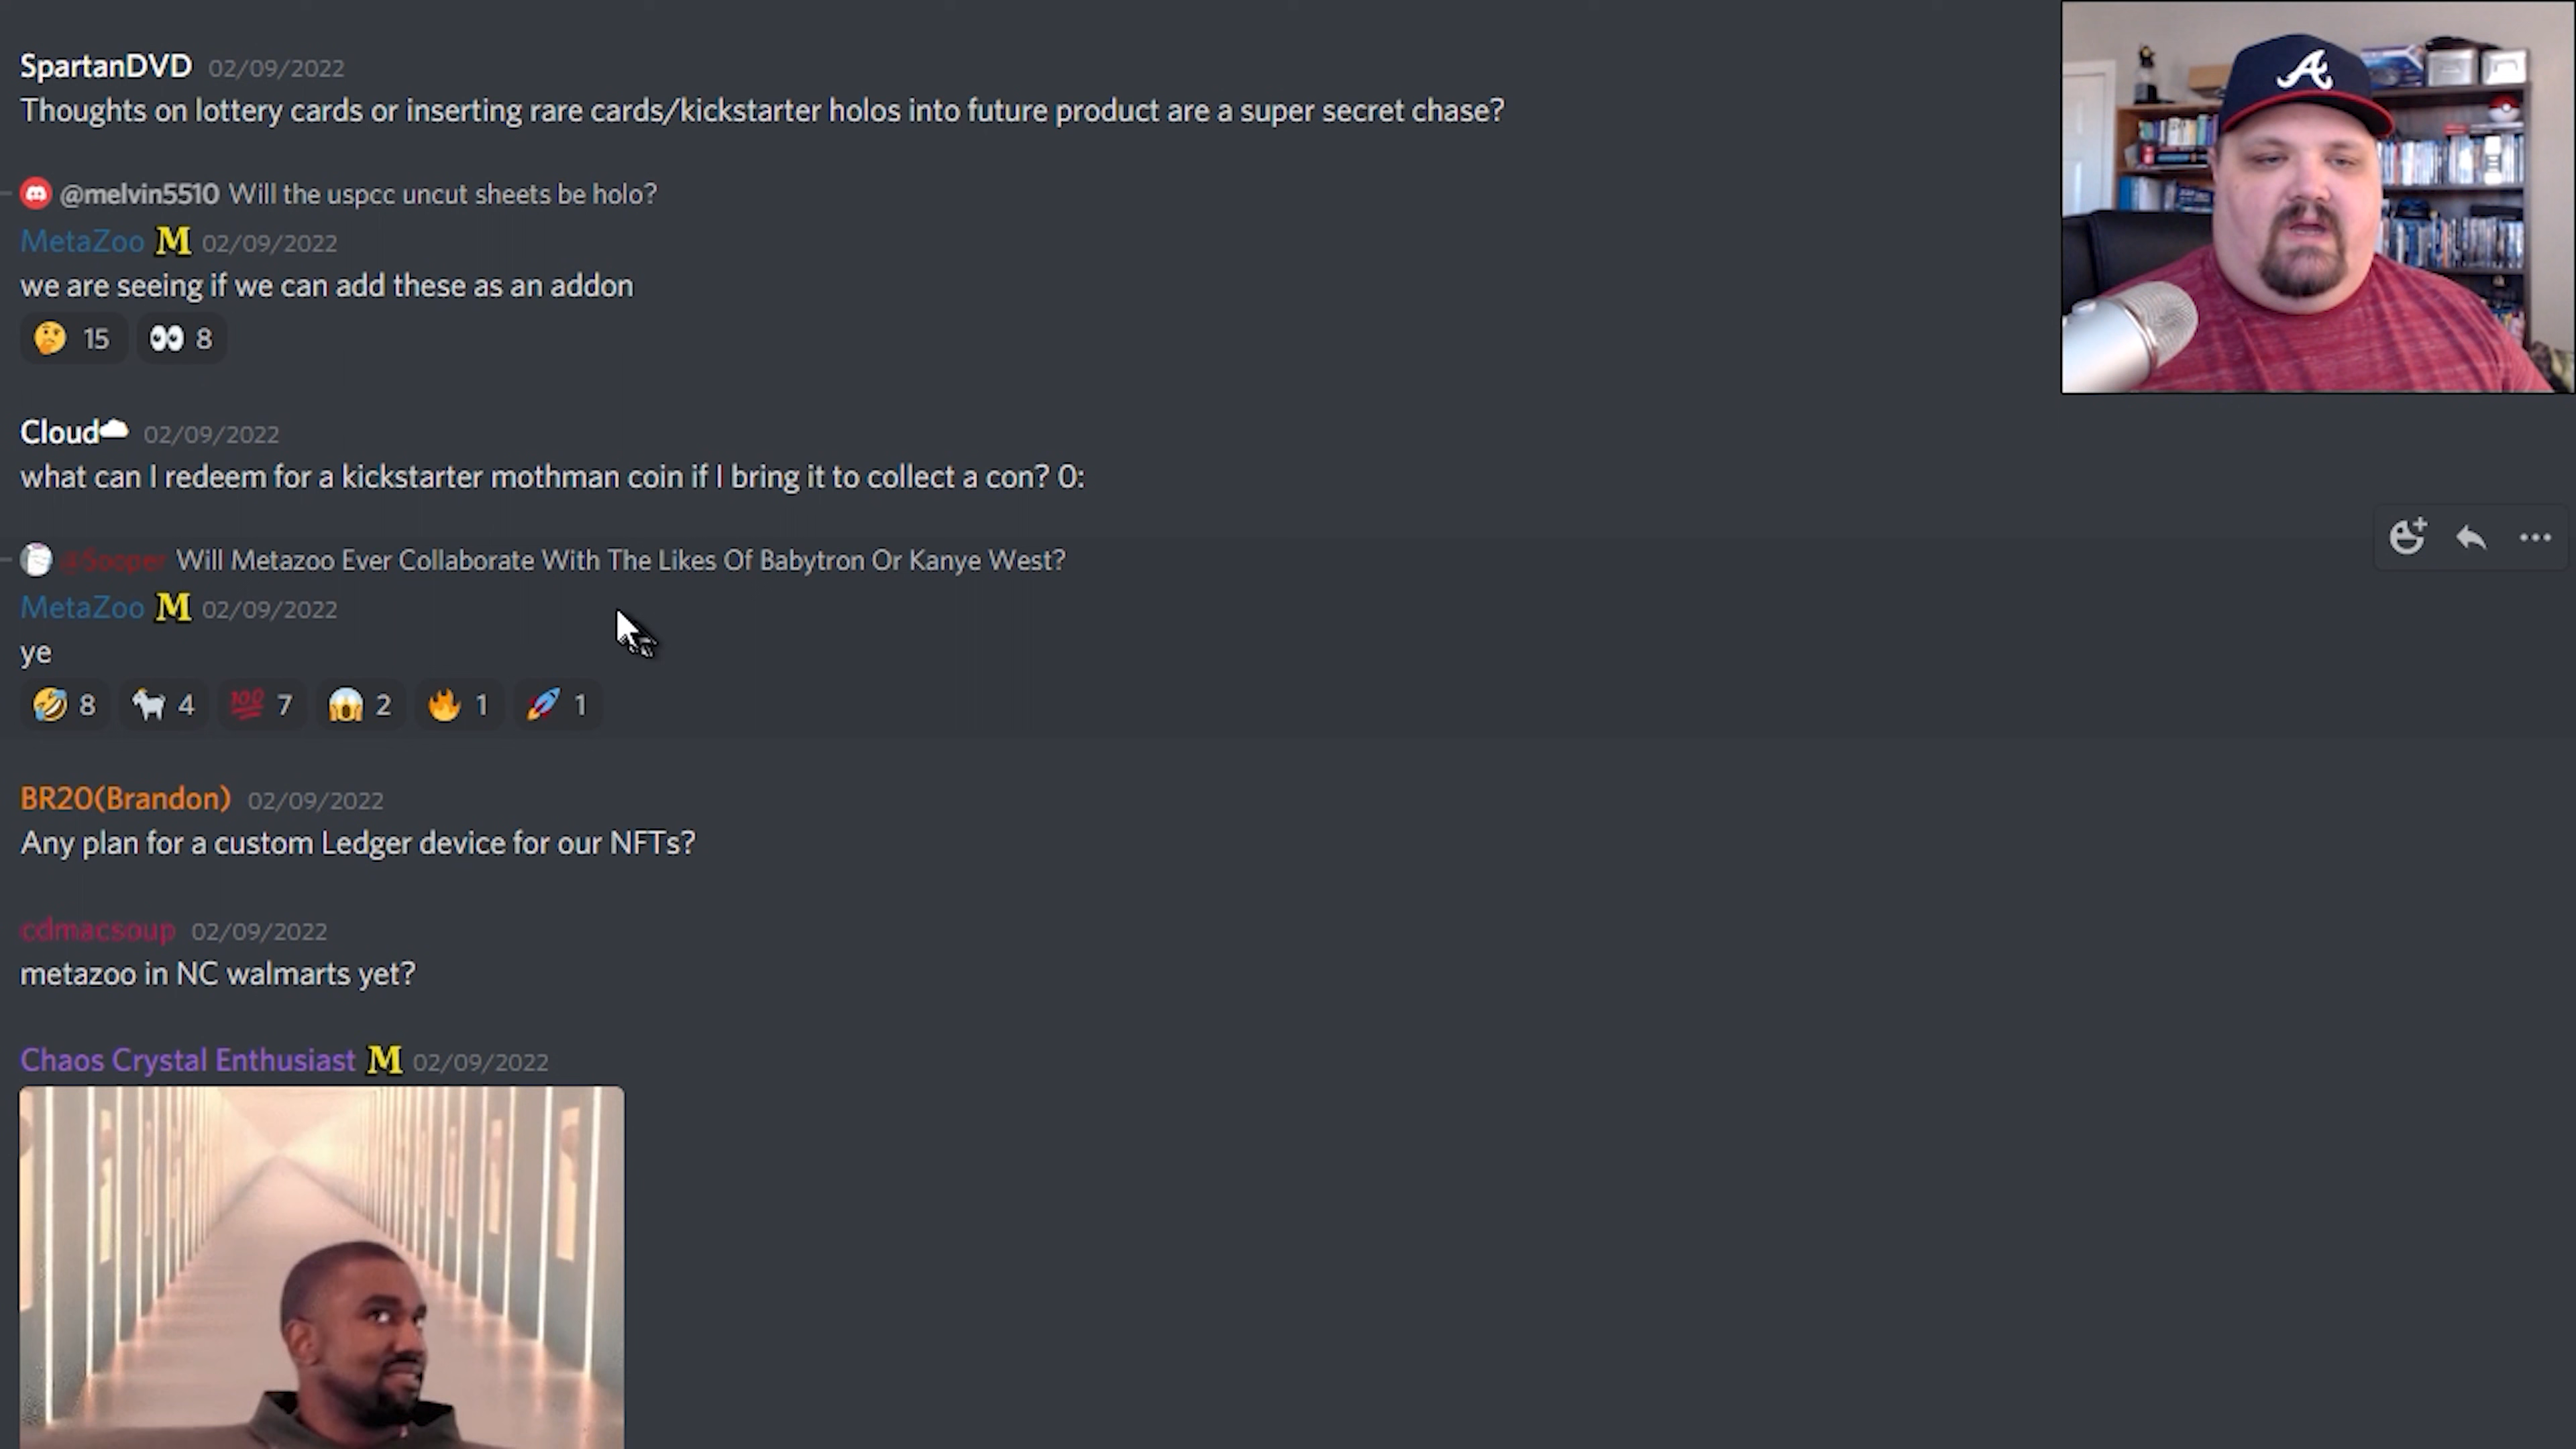 SpartanDVD 02/09/2022
Thoughts on lottery cards or inserting rare cards/kickstarter holos into future product are a super secret chase?
@melvin5510 Will the uspcc uncut sheets be holo?
MetaZoo M 02/09/2022
we are seeing if we can add these as an addon
🤔 15 👀 8
Cloud☁ 02/09/2022
what can I redeem for a kickstarter mothman coin if I bring it to collect a con? 0:
@Sooper Will Metazoo Ever Collaborate With The Likes Of Babytron Or Kanye West?
MetaZoo M 02/09/2022
ye
🤣 8 🐐 4 💯 7 😱 2 🔥 1 🚀 1
BR20(Brandon) 02/09/2022
Any plan for a custom Ledger device for our NFTs?
cdmacsoup 02/09/2022
metazoo in NC walmarts yet?
Chaos Crystal Enthusiast M 02/09/2022
A